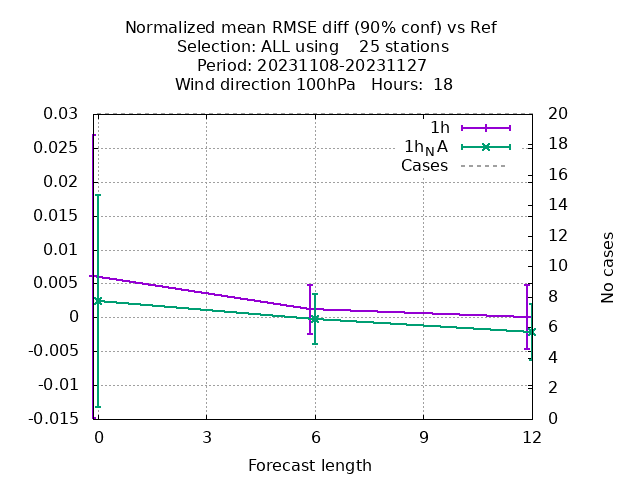 Normalized mean RMSE diff (90% conf) vs Ref
Selection: ALL using    25 stations
Period: 20231108-20231127
Wind direction 100hPa   Hours:  18
0.03
0.025
0.02
0.015
0.01
0.005
0
-0.005
-0.01
-0.015
20
18
16
14
12
10
8
6
4
2
0
1h
1h_NA
Cases
No cases
0
3
6
9
12
Forecast length